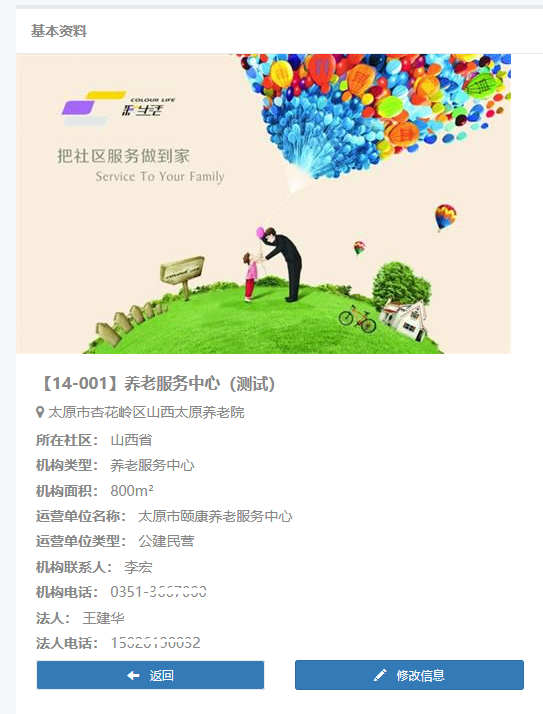 基本资料
COLOUR LIFE
彩生活
把社区服务做到家
Service To Your Family
【14-001】养老服务中心（测试）
太原市杏花岭区山西太原养老院
所在社区： 山西省
机构类型： 养老服务中心
机构面积： 800m²
运营单位名称： 太原市颐康养老服务中心
运营单位类型： 公建民营
机构联系人： 李宏
机构电话： 0351-
法人： 王建华
法人电话：
返回
修改信息